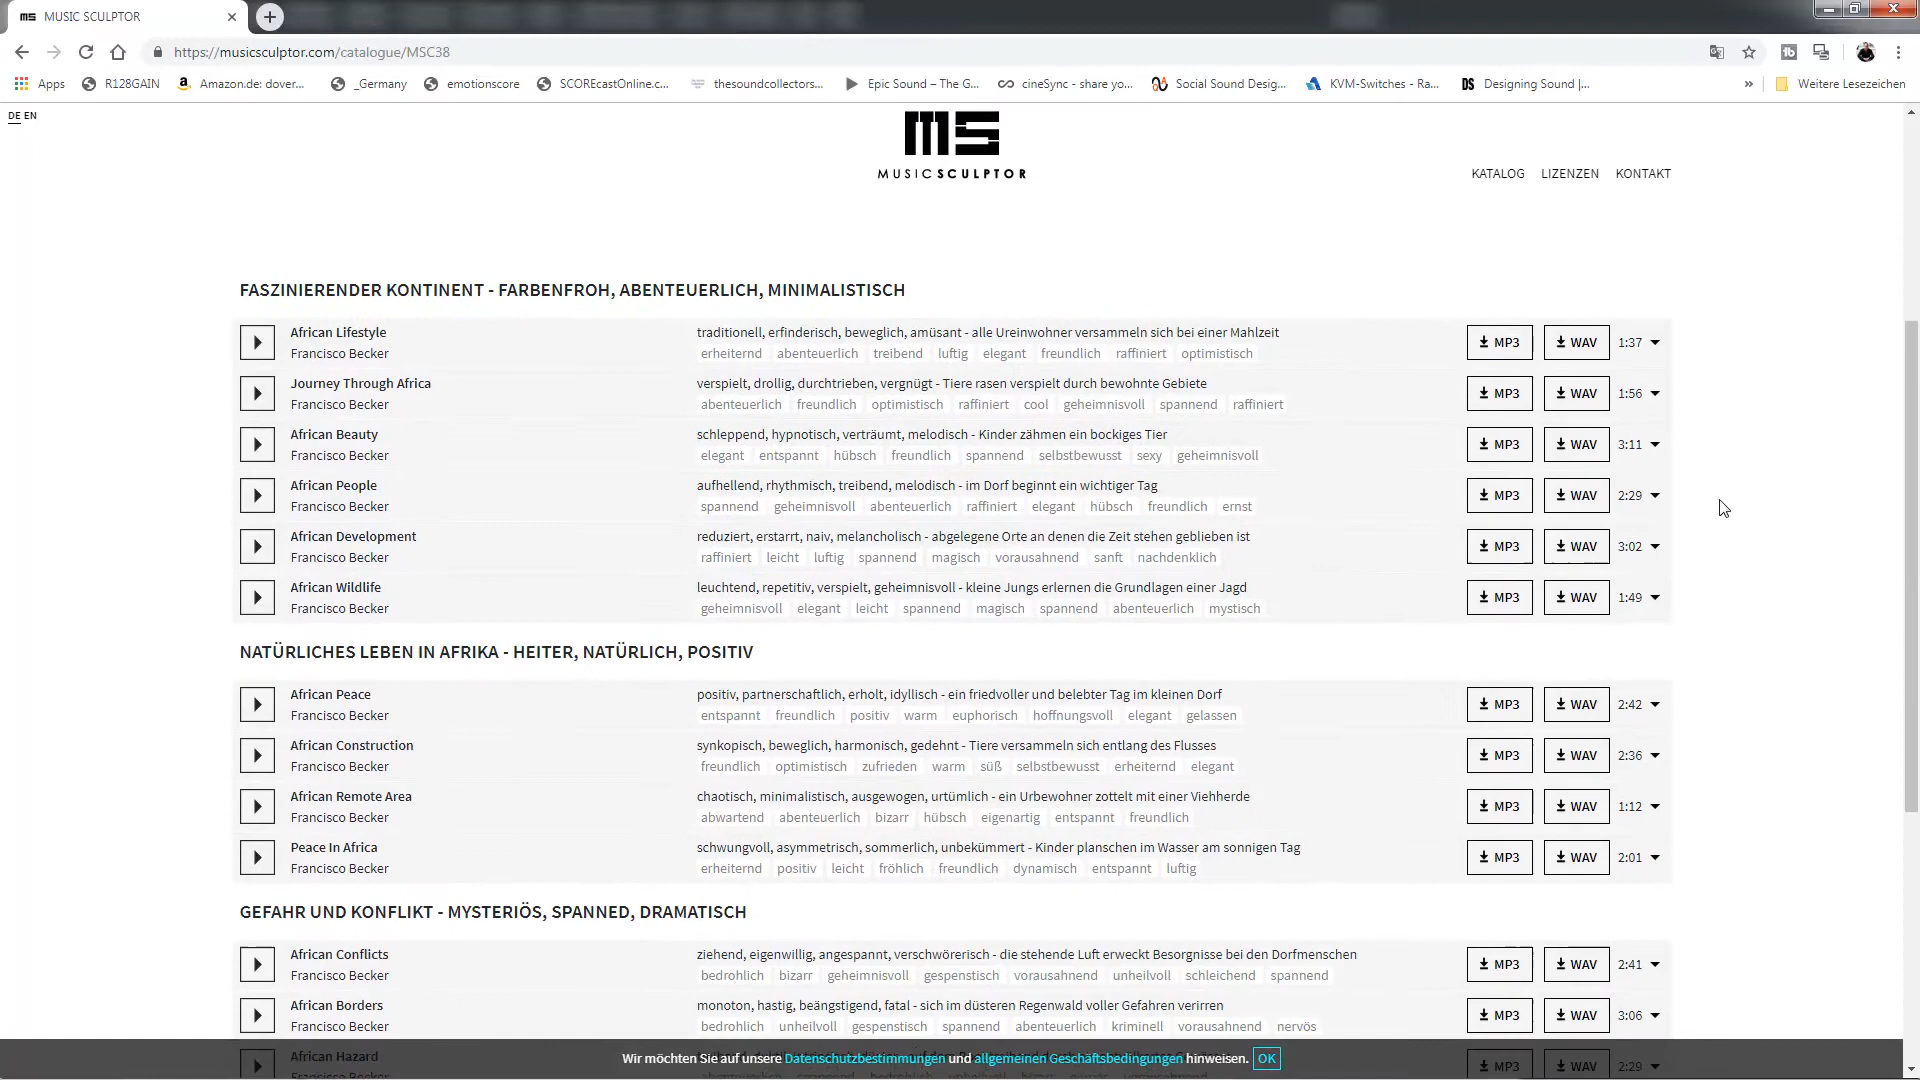 MUSIC SCULPTOR
https://musicsculptor.com/catalogue/MSC38
Apps
R128GAIN
Amazon.de: dover...
_Germany
emotionscore
SCOREcastOnline.c...
thesoundcollectors...
Epic Sound – The G...
cineSync - share yo...
Social Sound Desig...
KVM-Switches - Ra...
DS Designing Sound |...
»
Weitere Lesezeichen
DE EN
MS
MUSICSCULPTOR
KATALOG LIZENZEN KONTAKT
FASZINIERENDER KONTINENT - FARBENFROH, ABENTEUERLICH, MINIMALISTISCH
African Lifestyle traditionell, erfinderisch, beweglich, amüsant - alle Ureinwohner versammeln sich bei einer Mahlzeit MP3 WAV 1:37
Francisco Becker erheiternd abenteuerlich treibend luftig elegant freundlich raffiniert optimistisch
Journey Through Africa verspielt, drollig, durchtrieben, vergnügt - Tiere rasen verspielt durch bewohnte Gebiete MP3 WAV 1:56
Francisco Becker abenteuerlich freundlich optimistisch raffiniert cool geheimnisvoll spannend raffiniert
African Beauty schleppend, hypnotisch, verträumt, melodisch - Kinder zähmen ein bockiges Tier MP3 WAV 3:11
Francisco Becker elegant entspannt hübsch freundlich spannend selbstbewusst sexy geheimnisvoll
African People aufhellend, rhythmisch, treibend, melodisch - im Dorf beginnt ein wichtiger Tag MP3 WAV 2:29
Francisco Becker spannend geheimnisvoll abenteuerlich raffiniert elegant hübsch freundlich ernst
African Development reduziert, erstarrt, naiv, melancholisch - abgelegene Orte an denen die Zeit stehen geblieben ist MP3 WAV 3:02
Francisco Becker raffiniert leicht luftig spannend magisch vorausahnend sanft nachdenklich
African Wildlife leuchtend, repetitiv, verspielt, geheimnisvoll - kleine Jungs erlernen die Grundlagen einer Jagd MP3 WAV 1:49
Francisco Becker geheimnisvoll elegant leicht spannend magisch spannend abenteuerlich mystisch
NATÜRLICHES LEBEN IN AFRIKA - HEITER, NATÜRLICH, POSITIV
African Peace positiv, partnerschaftlich, erholt, idyllisch - ein friedvoller und belebter Tag im kleinen Dorf MP3 WAV 2:42
Francisco Becker entspannt freundlich positiv warm euphorisch hoffnungsvoll elegant gelassen
African Construction synkopisch, beweglich, harmonisch, gedehnt - Tiere versammeln sich entlang des Flusses MP3 WAV 2:36
Francisco Becker freundlich optimistisch zufrieden warm süß selbstbewusst erheiternd elegant
African Remote Area chaotisch, minimalistisch, ausgewogen, urtümlich - ein Urbewohner zottelt mit einer Viehherde MP3 WAV 1:12
Francisco Becker abwartend abenteuerlich bizarr hübsch eigenartig entspannt freundlich
Peace In Africa schwungvoll, asymmetrisch, sommerlich, unbekümmert - Kinder planschen im Wasser am sonnigen Tag MP3 WAV 2:01
Francisco Becker erheiternd positiv leicht fröhlich freundlich dynamisch entspannt luftig
GEFAHR UND KONFLIKT - MYSTERIÖS, SPANNED, DRAMATISCH
African Conflicts ziehend, eigenwillig, angespannt, verschwörerisch - die stehende Luft erweckt Besorgnisse bei den Dorfmenschen MP3 WAV 2:41
Francisco Becker bedrohlich bizarr geheimnisvoll gespenstisch vorausahnend unheilvoll schleichend spannend
African Borders monoton, hastig, beängstigend, fatal - sich im düsteren Regenwald voller Gefahren verirren MP3 WAV 3:06
Francisco Becker bedrohlich unheilvoll gespenstisch spannend abenteuerlich kriminell vorausahnend nervös
African Hazard MP3 WAV 2:29
Wir möchten Sie auf unsere Datenschutzbestimmungen und allgemeinen Geschäftsbedingungen hinweisen. OK
Francisco Becker